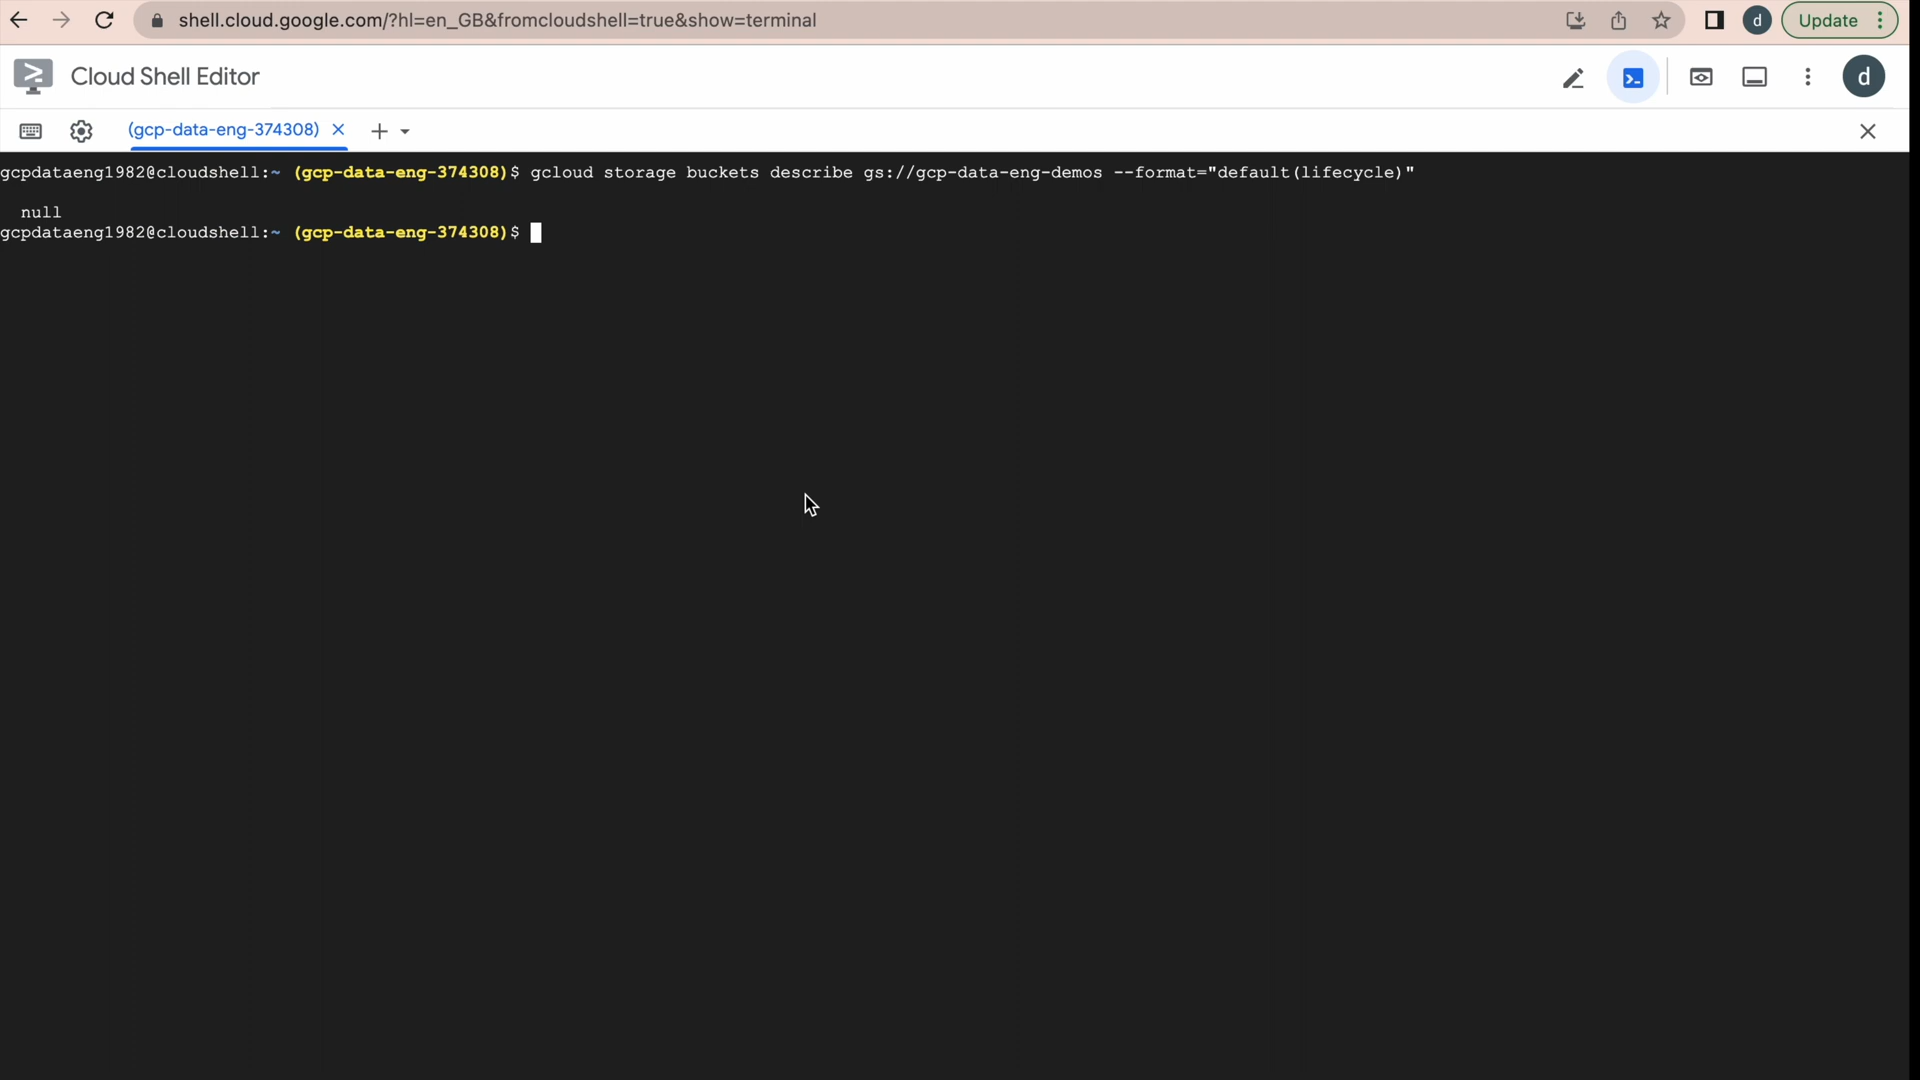 shell.cloud.google.com/?hl=en_GB&fromcloudshell=true&show=terminal
d
Update
Cloud Shell Editor
d
(gcp-data-eng-374308)
gcpdataeng1982@cloudshell:~ (gcp-data-eng-374308)$ gcloud storage buckets describe gs://gcp-data-eng-demos --format="default(lifecycle)"
null
gcpdataeng1982@cloudshell:~ (gcp-data-eng-374308)$